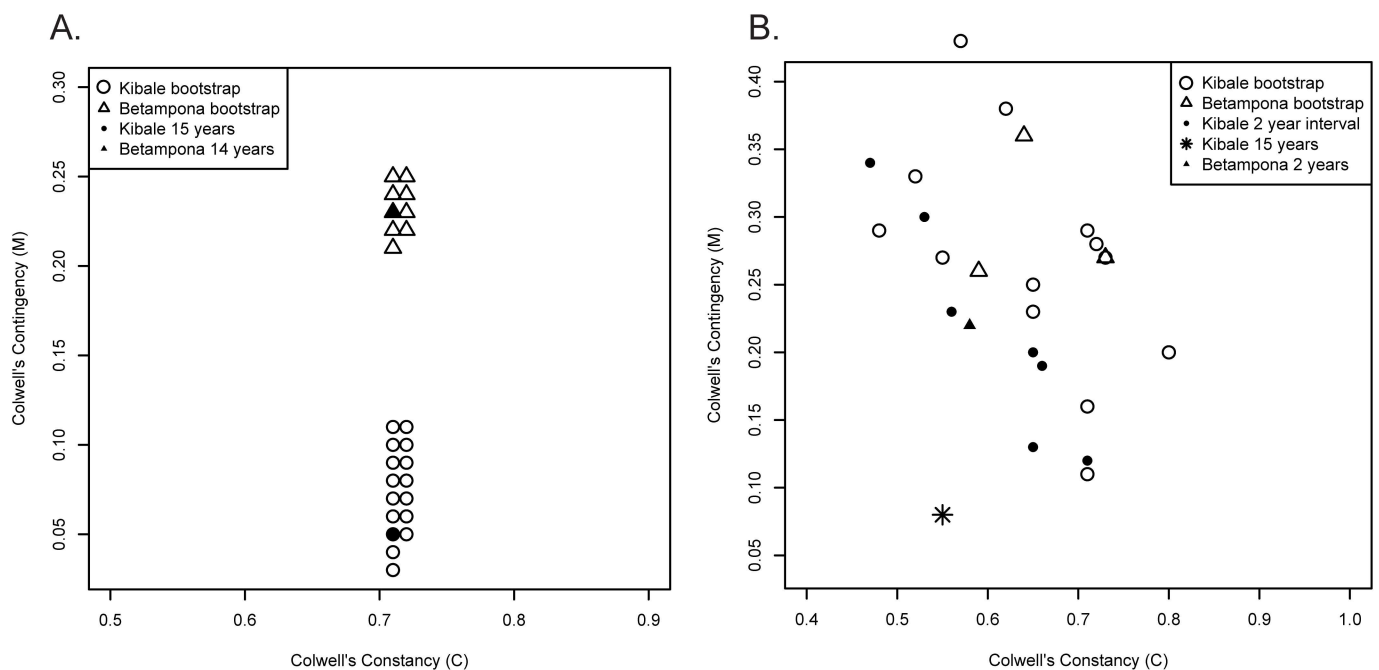 A.
Kibale bootstrap
Betampona bootstrap
Kibale 15 years
Betampona 14 years
0.30
0.25
0.20
0.15
0.10
0.05
Colwell's Contingency (M)
0.5 0.6 0.7 0.8 0.9
Colwell's Constancy (C)
B.
Kibale bootstrap
Betampona bootstrap
Kibale 2 year interval
Kibale 15 years
Betampona 2 years
0.40
0.35
0.30
0.25
0.20
0.15
0.10
0.05
Colwell's Contingency (M)
0.4 0.5 0.6 0.7 0.8 0.9 1.0
Colwell's Constancy (C)